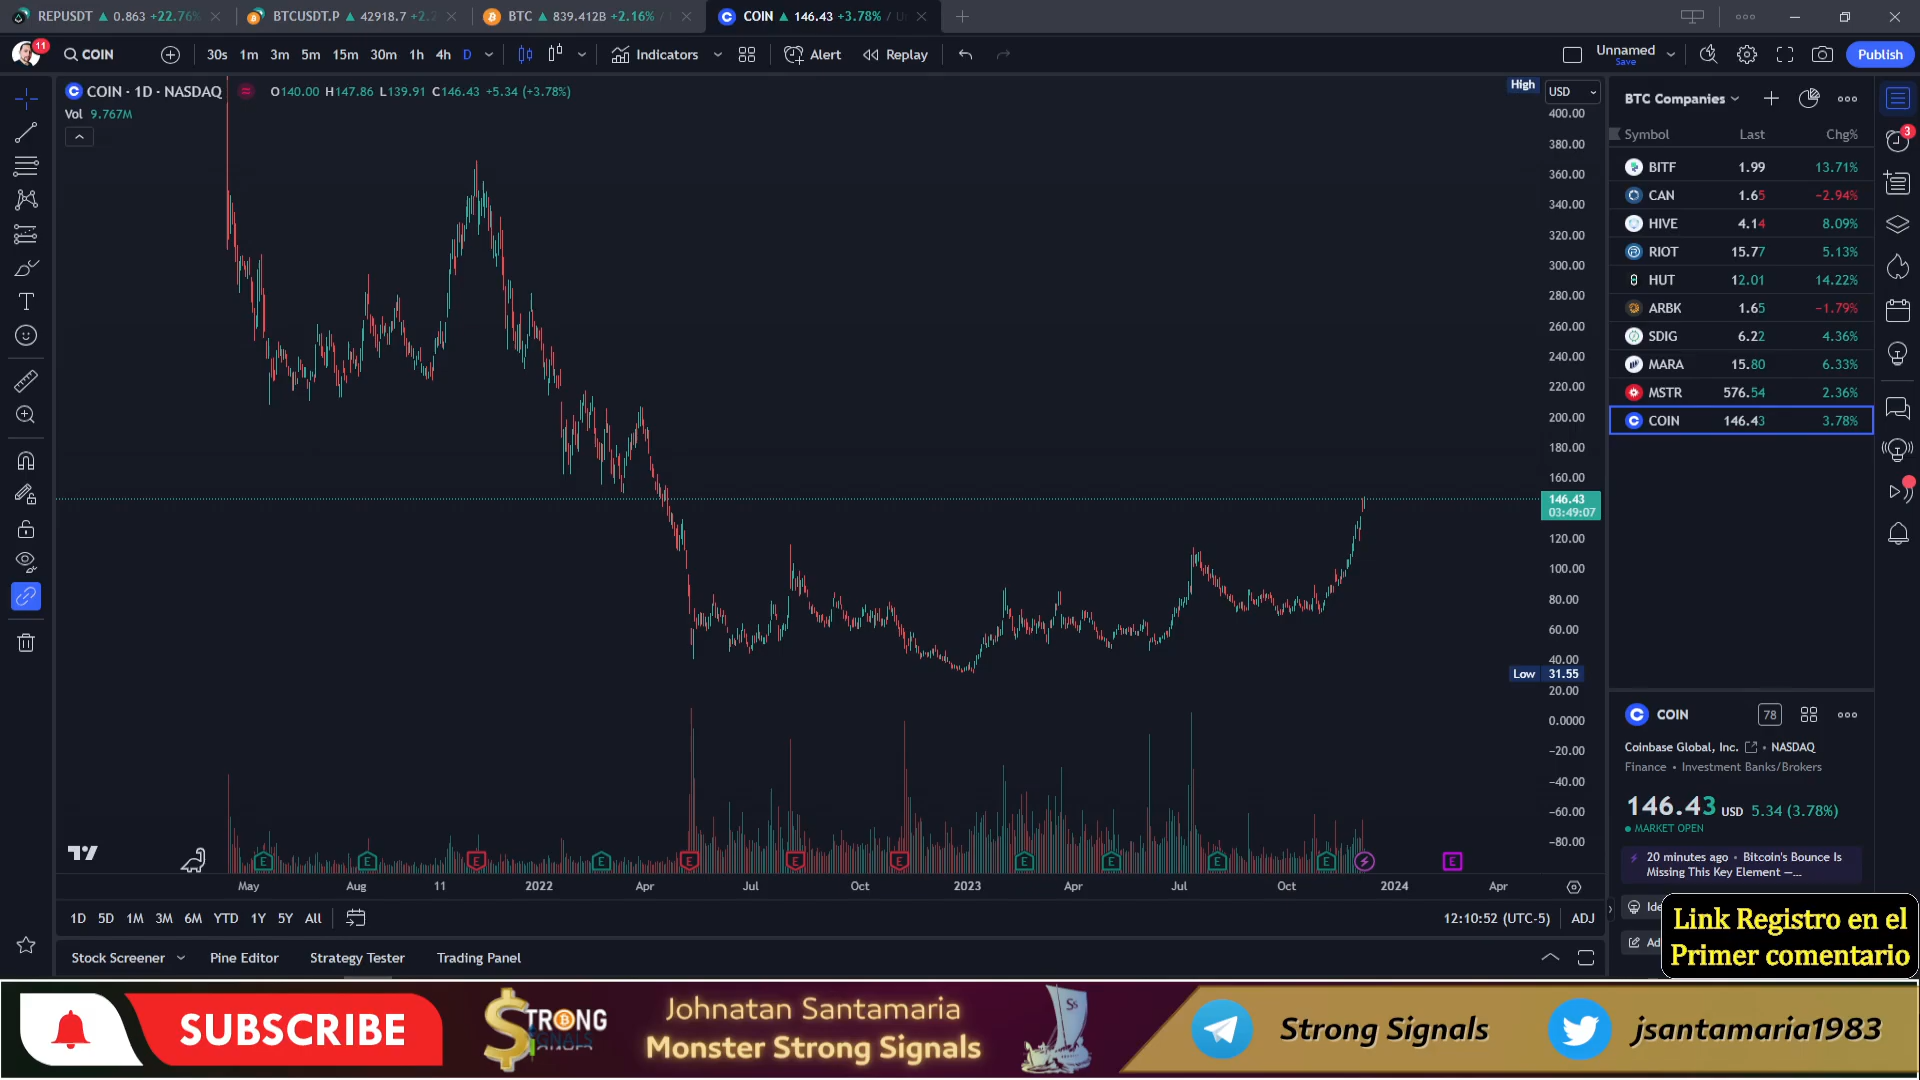 REPUSDT ▲ 0.863 +22.76%
BTCUSDT.P ▲ 42918.7 +2.2
BTC ▲ 839.412B +2.16% /
COIN ▲ 146.43 +3.78% / U
11
COIN
30s 1m 3m 5m 15m 30m 1h 4h D
Indicators
Alert
Replay
Unnamed
Save
Publish
COIN · 1D · NASDAQ
O140.00 H147.86 L139.91 C146.43 +5.34 (+3.78%)
Vol 9.767M
High
USD
400.00
380.00
360.00
340.00
320.00
300.00
280.00
260.00
240.00
220.00
200.00
180.00
160.00
146.43
03:49:07
120.00
100.00
80.00
60.00
40.00
Low 31.55
20.00
0.0000
−20.00
−40.00
−60.00
−80.00
E E E E E E E E E E E E
May Aug 11 2022 Apr Jul Oct 2023 Apr Jul Oct 2024 Apr
1D 5D 1M 3M 6M YTD 1Y 5Y All
12:10:52 (UTC-5) ADJ
Stock Screener Pine Editor Strategy Tester Trading Panel
BTC Companies
3
Symbol Last Chg%
BITF 1.99 13.71%
CAN 1.65 −2.94%
HIVE 4.14 8.09%
RIOT 15.77 5.13%
HUT 12.01 14.22%
ARBK 1.65 −1.79%
SDIG 6.22 4.36%
MARA 15.80 6.33%
MSTR 576.54 2.36%
COIN 146.43 3.78%
COIN 78
Coinbase Global, Inc. • NASDAQ
Finance • Investment Banks/Brokers
146.43 USD 5.34 (3.78%)
MARKET OPEN
20 minutes ago • Bitcoin's Bounce Is
Missing This Key Element —...
Ide
Ad
Link Registro en el
Primer comentario
SUBSCRIBE
STRONG
SIGNALS
Johnatan Santamaria
Monster Strong Signals
Strong Signals
jsantamaria1983